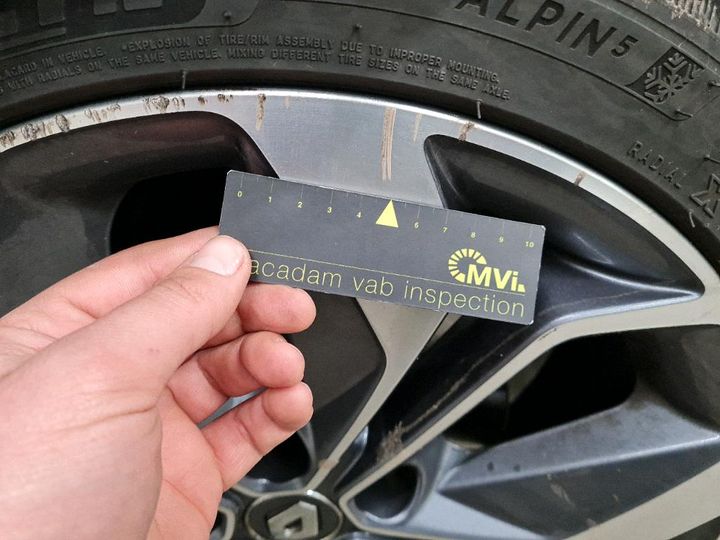 ALPIN5
PLACARD IN VEHICLE. *EXPLOSION OF TIRE/RIM ASSEMBLY DUE TO IMPROPER MOUNTING.
WITH RADIALS ON THE SAME VEHICLE. MIXING DIFFERENT TIRE SIZES ON THE SAME AXLE.
RADIAL X
0 1 2 3 4 6 7 8 9 10
MVi
acadam vab inspection